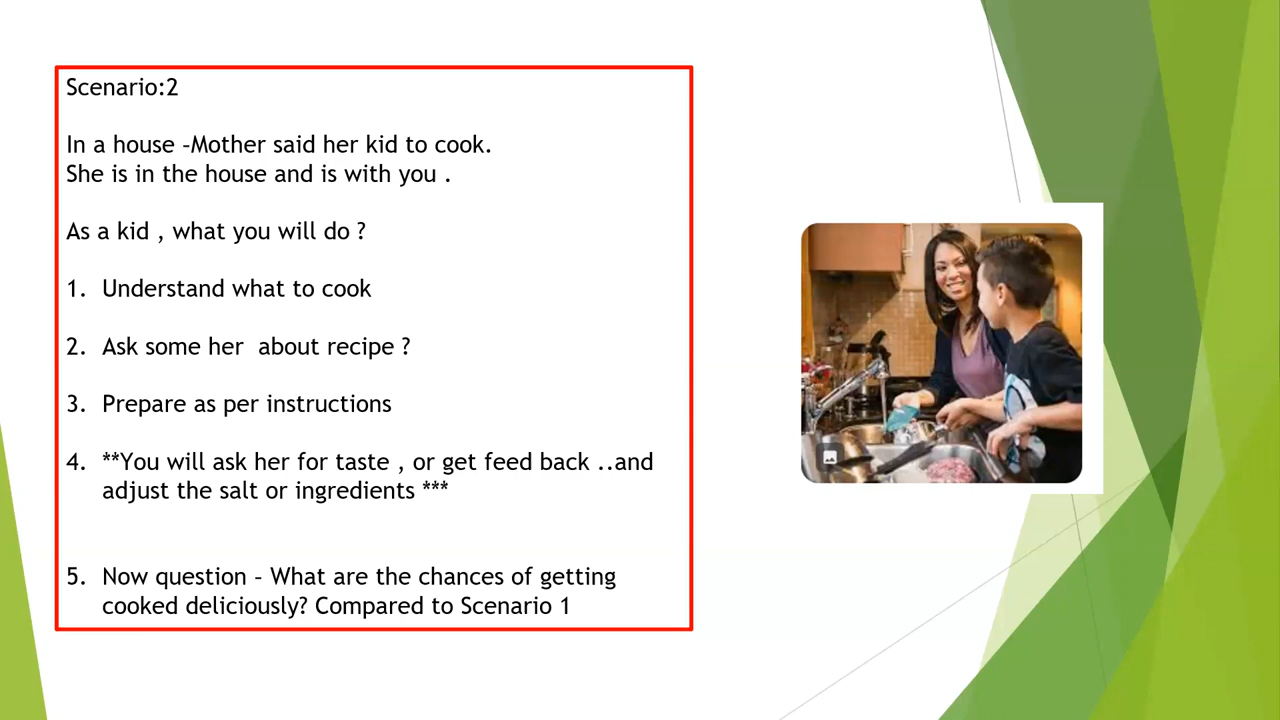 Scenario:2
In a house -Mother said her kid to cook.
She is in the house and is with you .
As a kid , what you will do ?
1. Understand what to cook
2. Ask some her  about recipe ?
3. Prepare as per instructions
4. **You will ask her for taste , or get feed back ..and
adjust the salt or ingredients ***
5. Now question – What are the chances of getting
cooked deliciously? Compared to Scenario 1